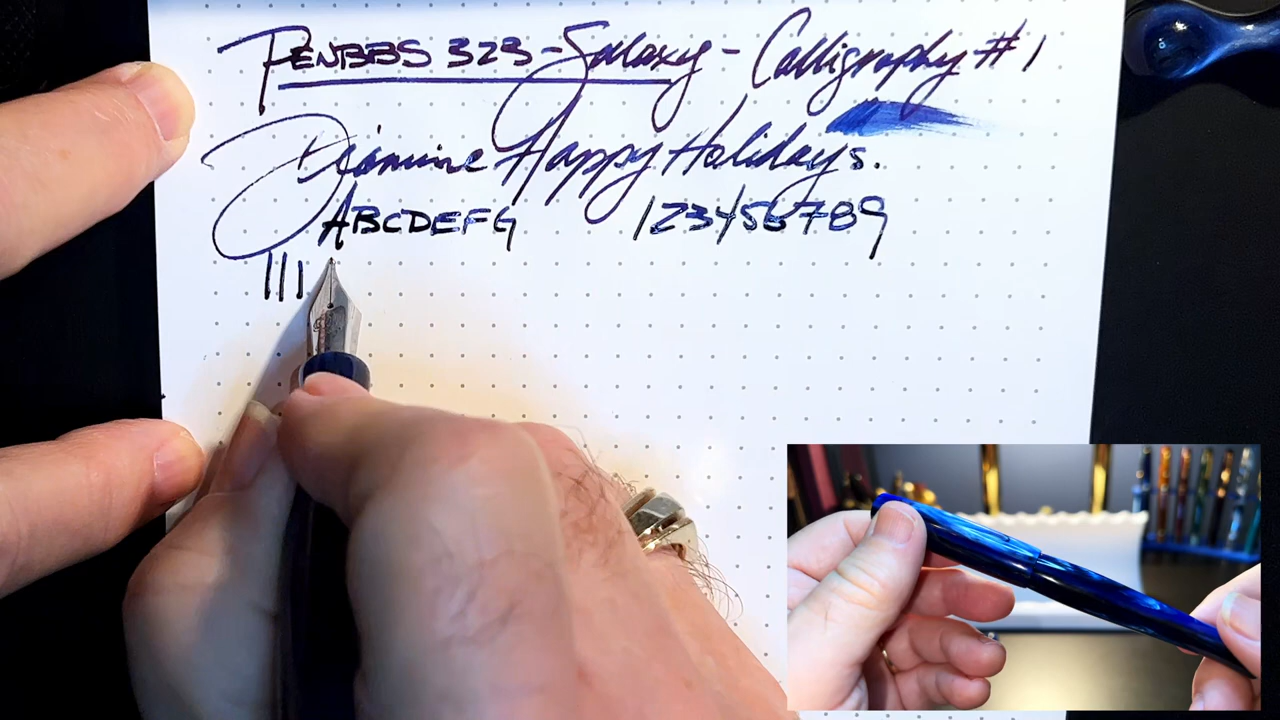 PENBBS 323 - Galaxy - Calligraphy #1
Diamine Happy Holidays.
ABCDEFG 123456789
|||